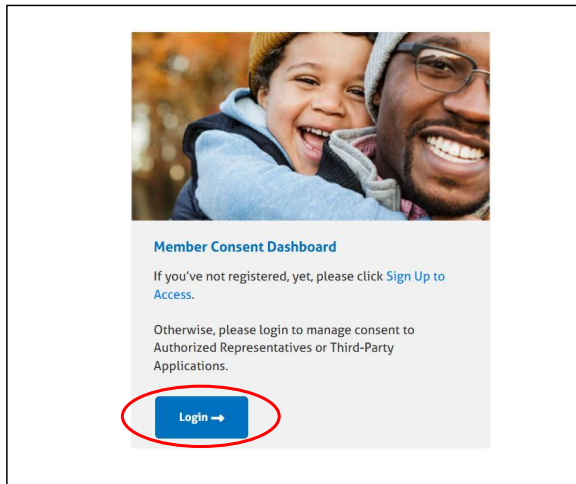 Member Consent Dashboard
If you've not registered, yet, please click Sign Up to
Access.
Otherwise, please login to manage consent to
Authorized Representatives or Third-Party
Applications.
Login →